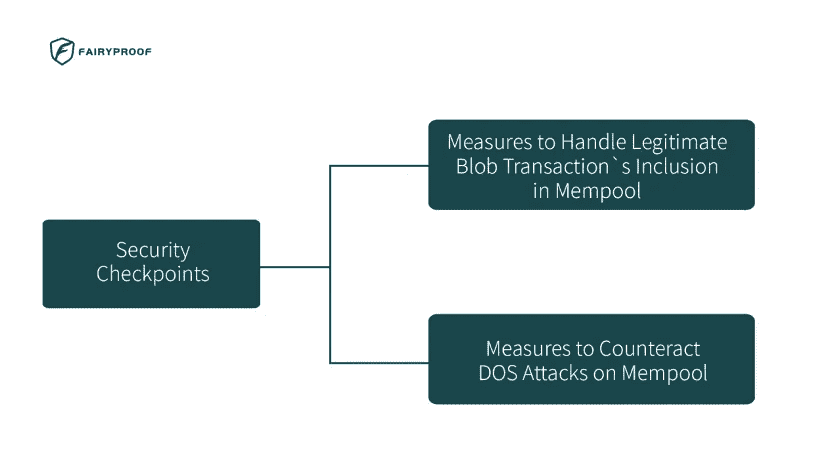 FAIRYPROOF
Security
Checkpoints
Measures to Handle Legitimate
Blob Transaction`s Inclusion
in Mempool
Measures to Counteract
DOS Attacks on Mempool